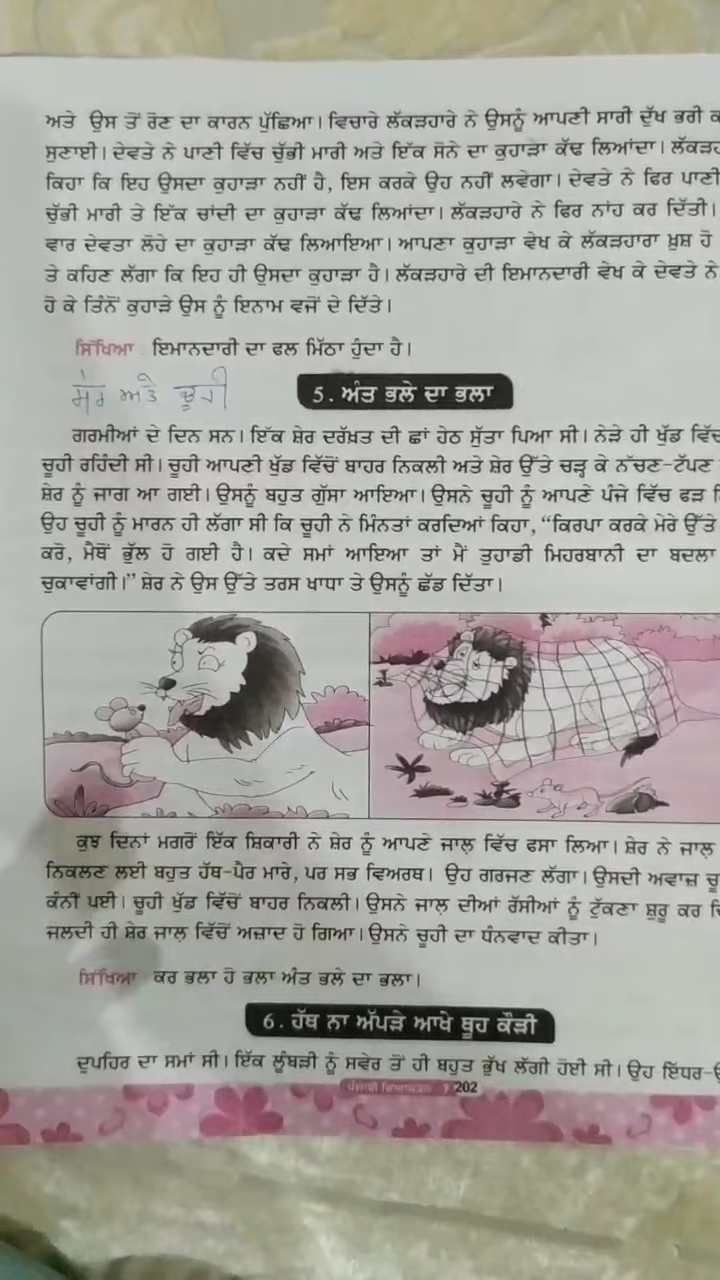 ਅਤੇ ਉਸ ਤੋਂ ਰੋਣ ਦਾ ਕਾਰਨ ਪੁੱਛਿਆ। ਵਿਚਾਰੇ ਲੱਕੜਹਾਰੇ ਨੇ ਉਸਨੂੰ ਆਪਣੀ ਸਾਰੀ ਦੁੱਖ ਭਰੀ
ਸੁਣਾਈ। ਦੇਵਤੇ ਨੇ ਪਾਣੀ ਵਿੱਚ ਚੁੱਭੀ ਮਾਰੀ ਅਤੇ ਇੱਕ ਸੋਨੇ ਦਾ ਕੁਹਾੜਾ ਕੱਢ ਲਿਆਂਦਾ।
ਕਿਹਾ ਕਿ ਇਹ ਉਸਦਾ ਕੁਹਾੜਾ ਨਹੀਂ ਹੈ, ਇਸ ਕਰਕੇ ਉਹ ਨਹੀਂ ਲਵੇਗਾ। ਦੇਵਤੇ ਨੇ ਫਿਰ ਪਾਣੀ
ਚੁੱਭੀ ਮਾਰੀ ਤੇ ਇੱਕ ਚਾਂਦੀ ਦਾ ਕੁਹਾੜਾ ਕੱਢ ਲਿਆਂਦਾ। ਲੱਕੜਹਾਰੇ ਨੇ ਫਿਰ ਨਾਂਹ ਕਰ ਦਿੱਤੀ।
ਵਾਰ ਦੇਵਤਾ ਲੋਹੇ ਦਾ ਕੁਹਾੜਾ ਕੱਢ ਲਿਆਇਆ। ਆਪਣਾ ਕੁਹਾੜਾ ਵੇਖ ਕੇ ਲੱਕੜਹਾਰਾ ਖ਼ੁਸ਼ ਹੋ
ਤੇ ਕਹਿਣ ਲੱਗਾ ਕਿ ਇਹ ਹੀ ਉਸਦਾ ਕੁਹਾੜਾ ਹੈ। ਲੱਕੜਹਾਰੇ ਦੀ ਇਮਾਨਦਾਰੀ ਵੇਖ ਕੇ ਦੇਵਤੇ ਨੇ
ਹੋ ਕੇ ਤਿੰਨੋਂ ਕੁਹਾੜੇ ਉਸ ਨੂੰ ਇਨਾਮ ਵਜੋਂ ਦੇ ਦਿੱਤੇ।
ਸਿੱਖਿਆ ਇਮਾਨਦਾਰੀ ਦਾ ਫਲ ਮਿੱਠਾ ਹੁੰਦਾ ਹੈ।
ਸ਼ੇਰ ਅਤੇ ਚੂਹੀ
5. ਅੰਤ ਭਲੇ ਦਾ ਭਲਾ
ਗਰਮੀਆਂ ਦੇ ਦਿਨ ਸਨ। ਇੱਕ ਸ਼ੇਰ ਦਰੱਖ਼ਤ ਦੀ ਛਾਂ ਹੇਠ ਸੁੱਤਾ ਪਿਆ ਸੀ। ਨੇੜੇ ਹੀ ਖੁੱਡ ਵਿੱਚ
ਚੂਹੀ ਰਹਿੰਦੀ ਸੀ। ਚੂਹੀ ਆਪਣੀ ਖੁੱਡ ਵਿੱਚੋਂ ਬਾਹਰ ਨਿਕਲੀ ਅਤੇ ਸ਼ੇਰ ਉੱਤੇ ਚੜ੍ਹ ਕੇ ਨੱਚਣ-ਟੱਪਣ
ਸ਼ੇਰ ਨੂੰ ਜਾਗ ਆ ਗਈ। ਉਸਨੂੰ ਬਹੁਤ ਗੁੱਸਾ ਆਇਆ। ਉਸਨੇ ਚੂਹੀ ਨੂੰ ਆਪਣੇ ਪੰਜੇ ਵਿੱਚ ਫੜ
ਉਹ ਚੂਹੀ ਨੂੰ ਮਾਰਨ ਹੀ ਲੱਗਾ ਸੀ ਕਿ ਚੂਹੀ ਨੇ ਮਿੰਨਤਾਂ ਕਰਦਿਆਂ ਕਿਹਾ, “ਕਿਰਪਾ ਕਰਕੇ ਮੇਰੇ ਉੱਤੇ
ਕਰੋ, ਮੈਥੋਂ ਭੁੱਲ ਹੋ ਗਈ ਹੈ। ਕਦੇ ਸਮਾਂ ਆਇਆ ਤਾਂ ਮੈਂ ਤੁਹਾਡੀ ਮਿਹਰਬਾਨੀ ਦਾ ਬਦਲਾ
ਚੁਕਾਵਾਂਗੀ।” ਸ਼ੇਰ ਨੇ ਉਸ ਉੱਤੇ ਤਰਸ ਖਾਧਾ ਤੇ ਉਸਨੂੰ ਛੱਡ ਦਿੱਤਾ।
ਕੁਝ ਦਿਨਾਂ ਮਗਰੋਂ ਇੱਕ ਸ਼ਿਕਾਰੀ ਨੇ ਸ਼ੇਰ ਨੂੰ ਆਪਣੇ ਜਾਲ਼ ਵਿੱਚ ਫਸਾ ਲਿਆ। ਸ਼ੇਰ ਨੇ ਜਾਲ਼
ਨਿਕਲਣ ਲਈ ਬਹੁਤ ਹੱਥ-ਪੈਰ ਮਾਰੇ, ਪਰ ਸਭ ਵਿਅਰਥ। ਉਹ ਗਰਜਣ ਲੱਗਾ। ਉਸਦੀ ਅਵਾਜ਼
ਕੰਨੀਂ ਪਈ। ਚੂਹੀ ਖੁੱਡ ਵਿੱਚੋਂ ਬਾਹਰ ਨਿਕਲੀ। ਉਸਨੇ ਜਾਲ਼ ਦੀਆਂ ਰੱਸੀਆਂ ਨੂੰ ਟੁੱਕਣਾ ਸ਼ੁਰੂ ਕਰ
ਜਲਦੀ ਹੀ ਸ਼ੇਰ ਜਾਲ਼ ਵਿੱਚੋਂ ਅਜ਼ਾਦ ਹੋ ਗਿਆ। ਉਸਨੇ ਚੂਹੀ ਦਾ ਧੰਨਵਾਦ ਕੀਤਾ।
ਸਿੱਖਿਆ ਕਰ ਭਲਾ ਹੋ ਭਲਾ ਅੰਤ ਭਲੇ ਦਾ ਭਲਾ।
6. ਹੱਥ ਨਾ ਅੱਪੜੇ ਆਖੇ ਥੂਹ ਕੌੜੀ
ਦੁਪਹਿਰ ਦਾ ਸਮਾਂ ਸੀ। ਇੱਕ ਲੂੰਬੜੀ ਨੂੰ ਸਵੇਰ ਤੋਂ ਹੀ ਬਹੁਤ ਭੁੱਖ ਲੱਗੀ ਹੋਈ ਸੀ। ਉਹ
ਪੰਜਾਬੀ ਵਿਆਕਰਨ 202